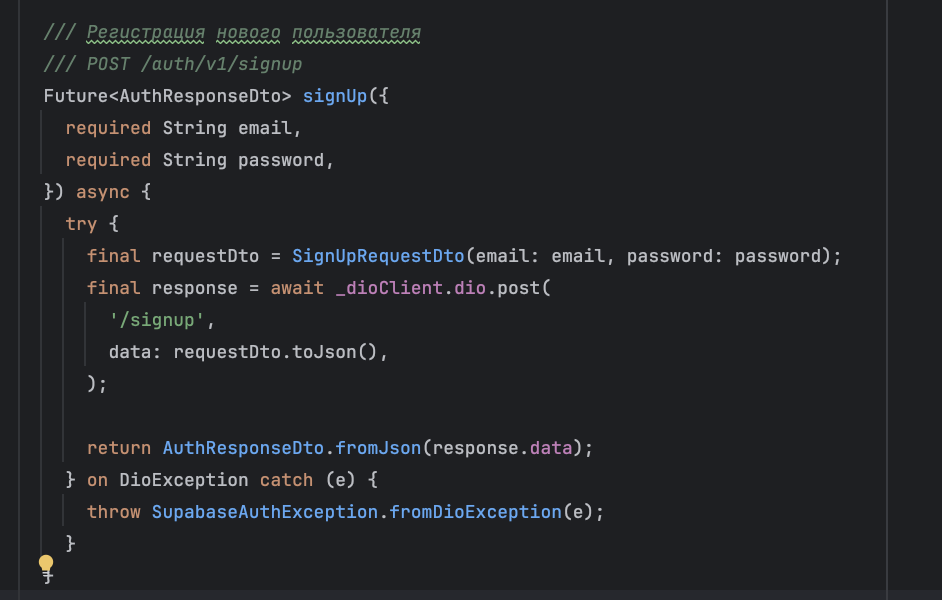 /// Регистрация нового пользователя
/// POST /auth/v1/signup
Future<AuthResponseDto> signUp({
  required String email,
  required String password,
}) async {
  try {
    final requestDto = SignUpRequestDto(email: email, password: password);
    final response = await _dioClient.dio.post(
      '/signup',
      data: requestDto.toJson(),
    );

    return AuthResponseDto.fromJson(response.data);
  } on DioException catch (e) {
    throw SupabaseAuthException.fromDioException(e);
  }
}